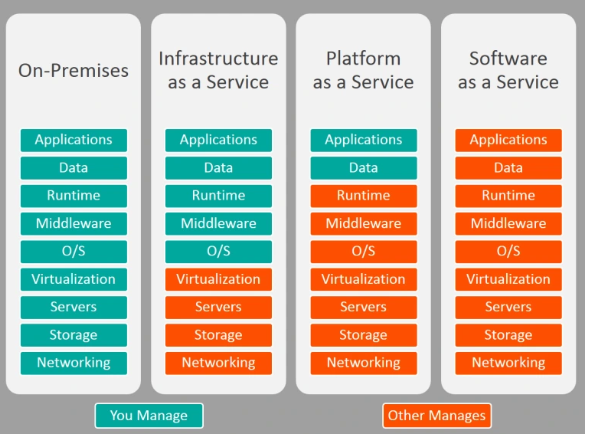 On-Premises
Infrastructure
as a Service
Platform
as a Service
Software
as a Service
Applications
Data
Runtime
Middleware
O/S
Virtualization
Servers
Storage
Networking
Applications
Data
Runtime
Middleware
O/S
Virtualization
Servers
Storage
Networking
Applications
Data
Runtime
Middleware
O/S
Virtualization
Servers
Storage
Networking
Applications
Data
Runtime
Middleware
O/S
Virtualization
Servers
Storage
Networking
You Manage
Other Manages